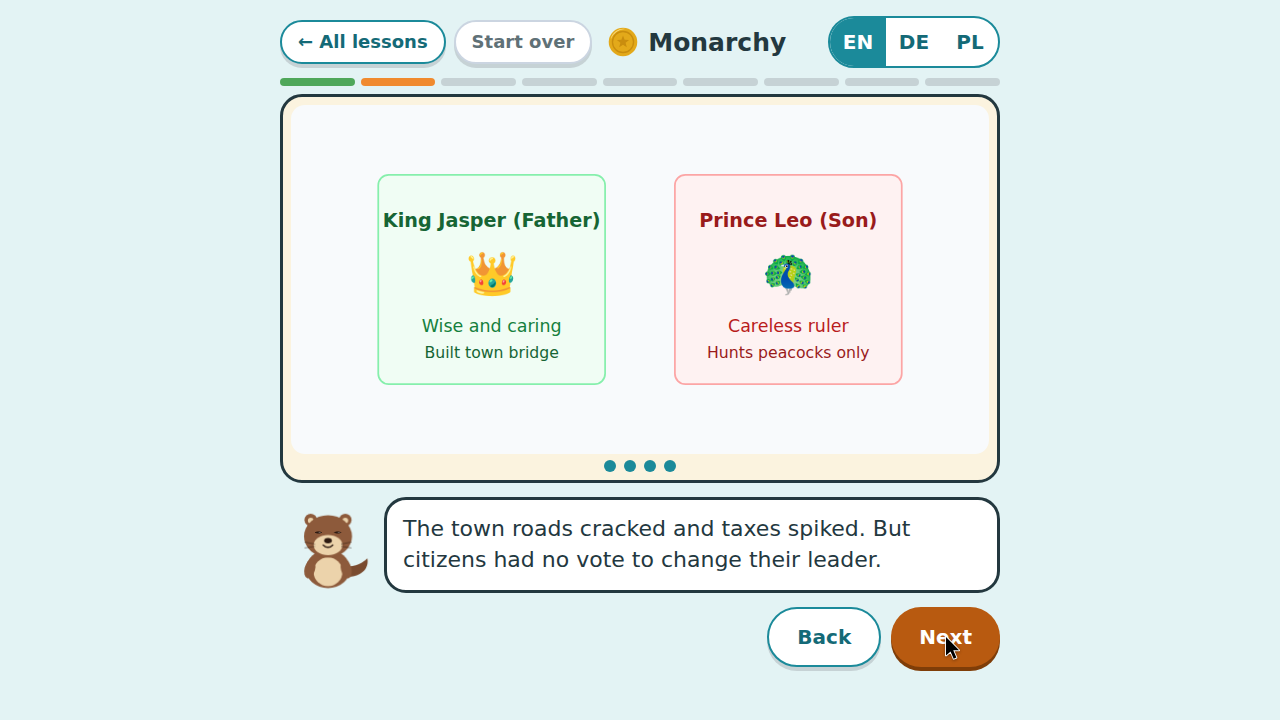 ← All lessons
Start over
Monarchy
EN
DE
PL
King Jasper (Father)
Wise and caring
Built town bridge
Prince Leo (Son)
Careless ruler
Hunts peacocks only
The town roads cracked and taxes spiked. But
citizens had no vote to change their leader.
Back
Next